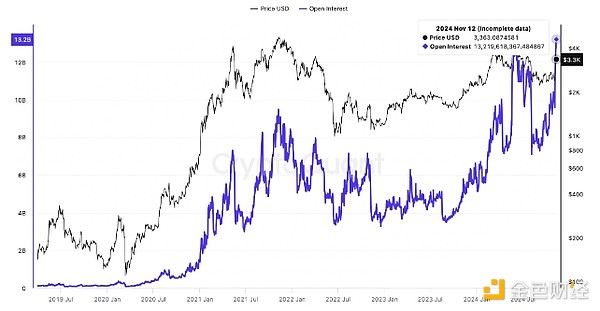 Price USD Open Interest
2024 Nov 12 (incomplete data)
Price USD 3,363.0874581
Open Interest 13,219,618,367.484867
13.2B
12B
10B
8B
6B
4B
2B
0
$4K
$3.3K
$2K
$1K
$800
$600
$400
$200
$100
CryptoQuant
2019 Jul 2020 Jan 2020 Jul 2021 Jan 2021 Jul 2022 Jan 2022 Jul 2023 Jan 2023 Jul 2024 Jan 2024 Jul
金色财经